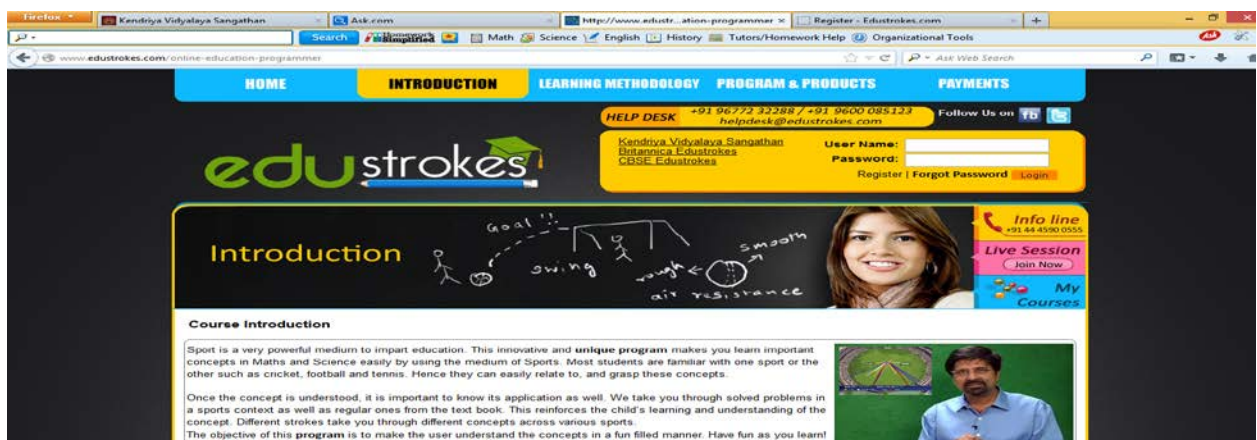 Firefox
Kendriya Vidyalaya Sangathan
Ask.com
http://www.edustr...ation-programmer
Register - Edustrokes.com
Search
Homework Simplified
Math
Science
English
History
Tutors/Homework Help
Organizational Tools
www.edustrokes.com/online-education-programmer
Ask Web Search
HOME
INTRODUCTION
LEARNING METHODOLOGY
PROGRAM & PRODUCTS
PAYMENTS
HELP DESK
+91 96772 32288 / +91 9600 085123
helpdesk@edustrokes.com
Follow Us on
edustrokes
Kendriya Vidyalaya Sangathan
Britannica Edustrokes
CBSE Edustrokes
User Name:
Password:
Register | Forgot Password Login
Introduction
Goal!!!
swing
rough
smooth
air resistance
Info line
+91 44 4590 0555
Live Session
Join Now
My
Courses
Course Introduction
Sport is a very powerful medium to impart education. This innovative and unique program makes you learn important
concepts in Maths and Science easily by using the medium of Sports. Most students are familiar with one sport or the
other such as cricket, football and tennis. Hence they can easily relate to, and grasp these concepts.
Once the concept is understood, it is important to know its application as well. We take you through solved problems in
a sports context as well as regular ones from the text book. This reinforces the child's learning and understanding of the
concept. Different strokes take you through different concepts across various sports.
The objective of this program is to make the user understand the concepts in a fun filled manner. Have fun as you learn!